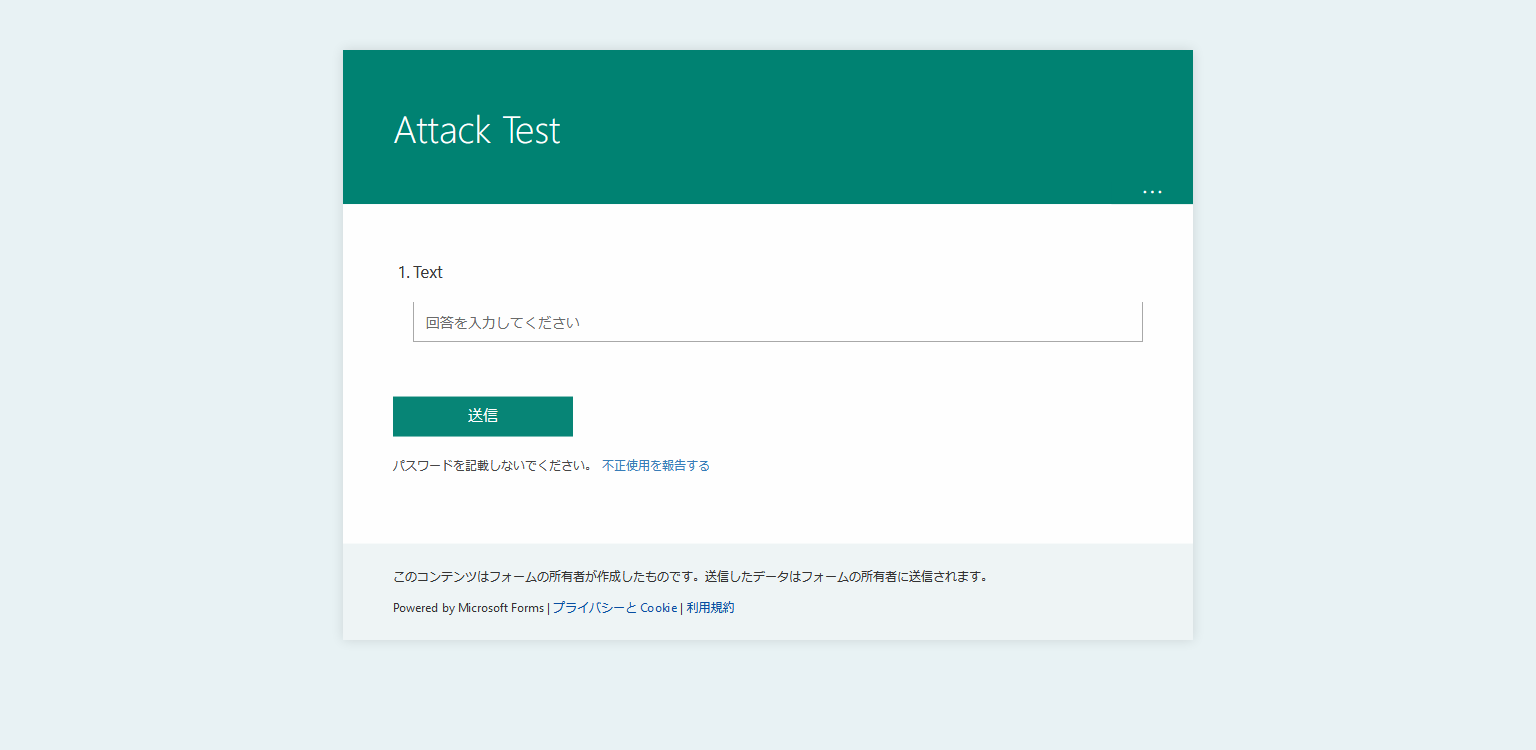 Attack Test
...
1. Text
回答を入力してください
送信
パスワードを記載しないでください。 不正使用を報告する
このコンテンツはフォームの所有者が作成したものです。送信したデータはフォームの所有者に送信されます。
Powered by Microsoft Forms | プライバシーと Cookie | 利用規約